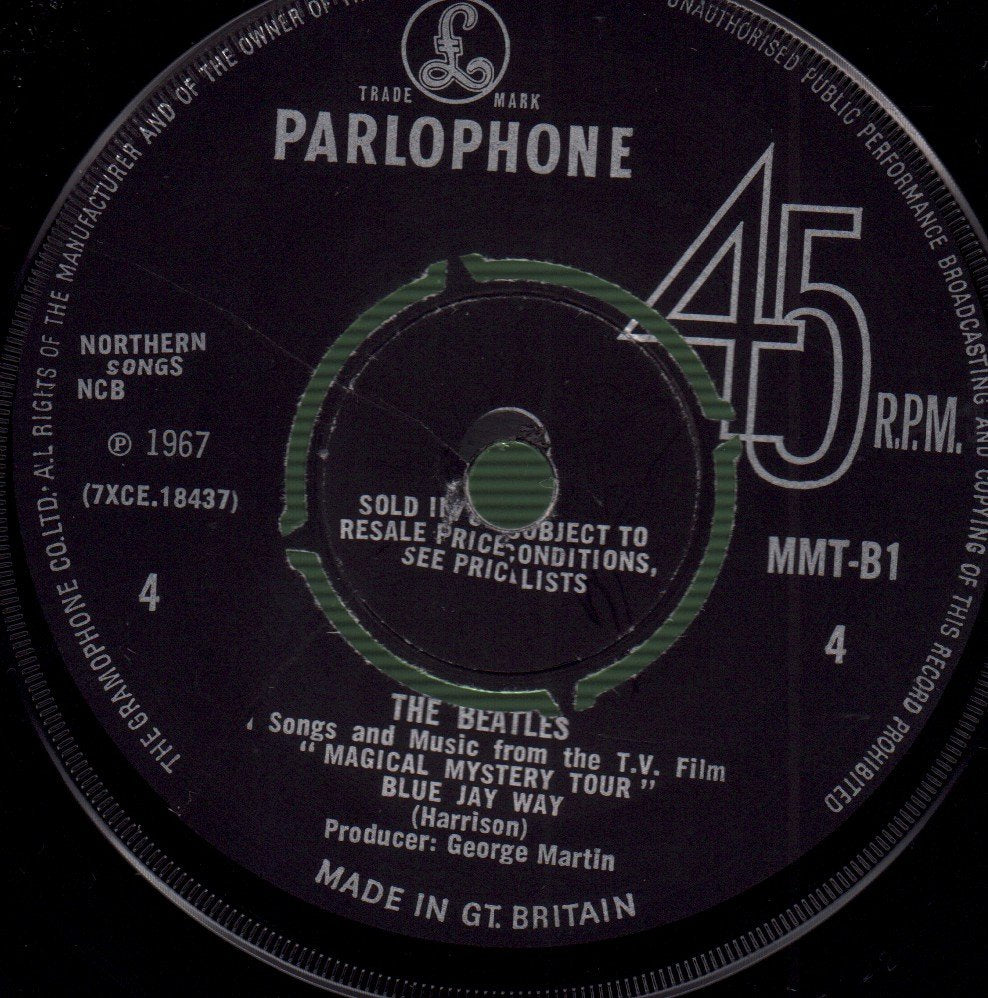 THE GRAMOPHONE CO. LTD. ALL RIGHTS OF THE MANUFACTURER AND OF THE OWNER OF
UNAUTHORISED PUBLIC PERFORMANCE BROADCASTING AND COPYING OF THIS RECORD PROHIBITED
£
TRADE MARK
PARLOPHONE
45 R.P.M.
NORTHERN
SONGS
NCB
℗ 1967
(7XCE.18437)
4
SOLD IN SUBJECT TO
RESALE PRICE CONDITIONS,
SEE PRICE LISTS
MMT-B1
4
THE BEATLES
Songs and Music from the T.V. Film
“ MAGICAL MYSTERY TOUR ”
BLUE JAY WAY
(Harrison)
Producer: George Martin
MADE IN GT. BRITAIN